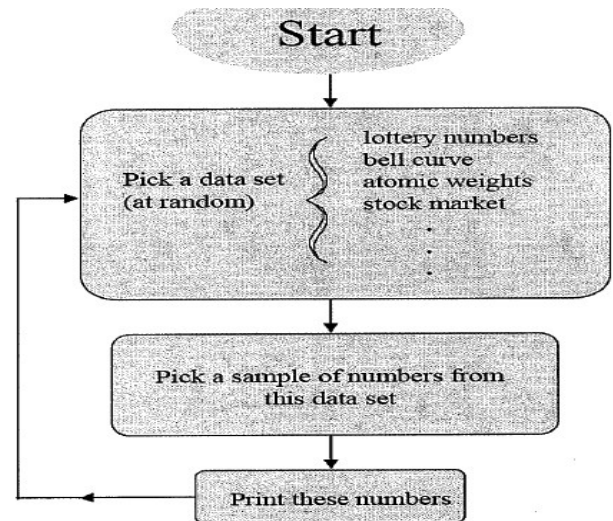 Start
Pick a data set
(at random)
lottery numbers
bell curve
atomic weights
stock market
.
.
.
Pick a sample of numbers from
this data set
Print these numbers